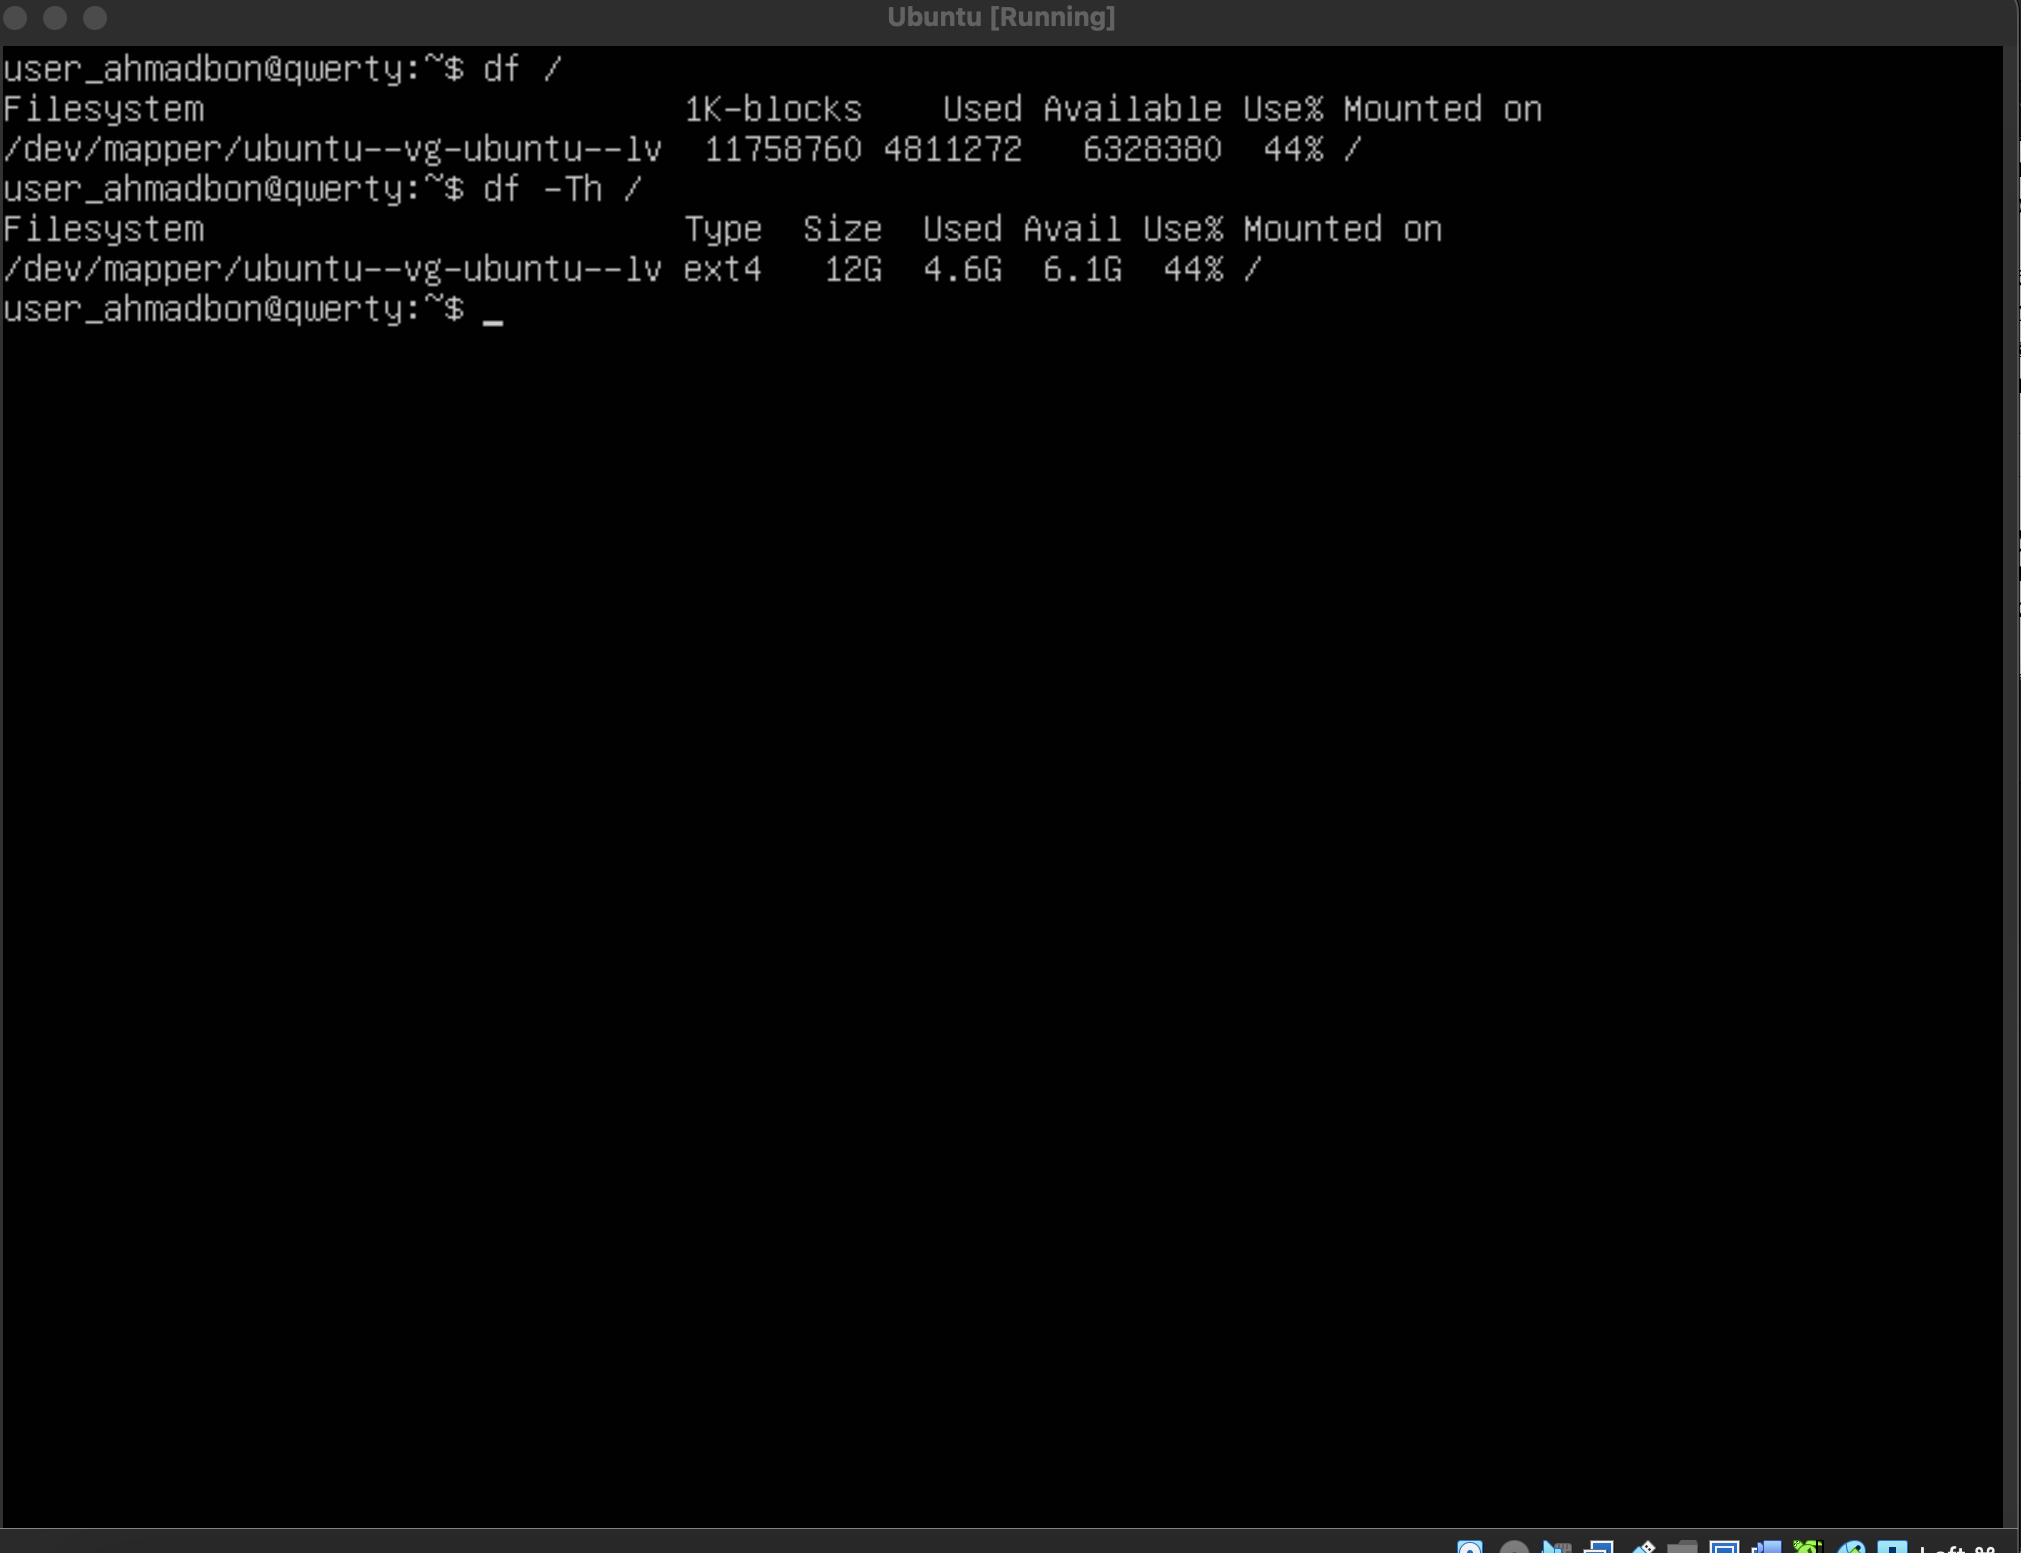 Ubuntu [Running]
user_ahmadbon@qwerty:~$ df /
Filesystem                        1K-blocks    Used Available Use% Mounted on
/dev/mapper/ubuntu--vg-ubuntu--lv  11758760 4811272   6328380  44% /
user_ahmadbon@qwerty:~$ df -Th /
Filesystem                        Type  Size  Used Avail Use% Mounted on
/dev/mapper/ubuntu--vg-ubuntu--lv ext4   12G  4.6G  6.1G  44% /
user_ahmadbon@qwerty:~$ _
Left ⌘